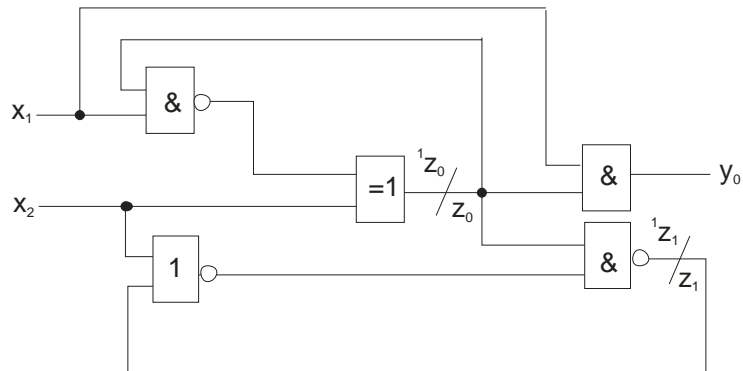 x₁
&
¹z₀
=1
z₀
&
y₀
x₂
1
&
¹z₁
z₁